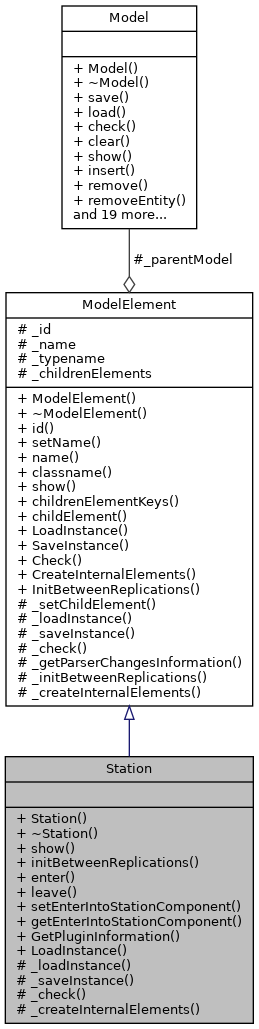 Model
+ Model()
+ ~Model()
+ save()
+ load()
+ check()
+ clear()
+ show()
+ insert()
+ remove()
+ removeEntity()
and 19 more...
#_parentModel
ModelElement
# _id
# _name
# _typename
# _childrenElements
+ ModelElement()
+ ~ModelElement()
+ id()
+ setName()
+ name()
+ classname()
+ show()
+ childrenElementKeys()
+ childElement()
+ LoadInstance()
+ SaveInstance()
+ Check()
+ CreateInternalElements()
+ InitBetweenReplications()
# _setChildElement()
# _loadInstance()
# _saveInstance()
# _check()
# _getParserChangesInformation()
# _initBetweenReplications()
# _createInternalElements()
Station
+ Station()
+ ~Station()
+ show()
+ initBetweenReplications()
+ enter()
+ leave()
+ setEnterIntoStationComponent()
+ getEnterIntoStationComponent()
+ GetPluginInformation()
+ LoadInstance()
# _loadInstance()
# _saveInstance()
# _check()
# _createInternalElements()